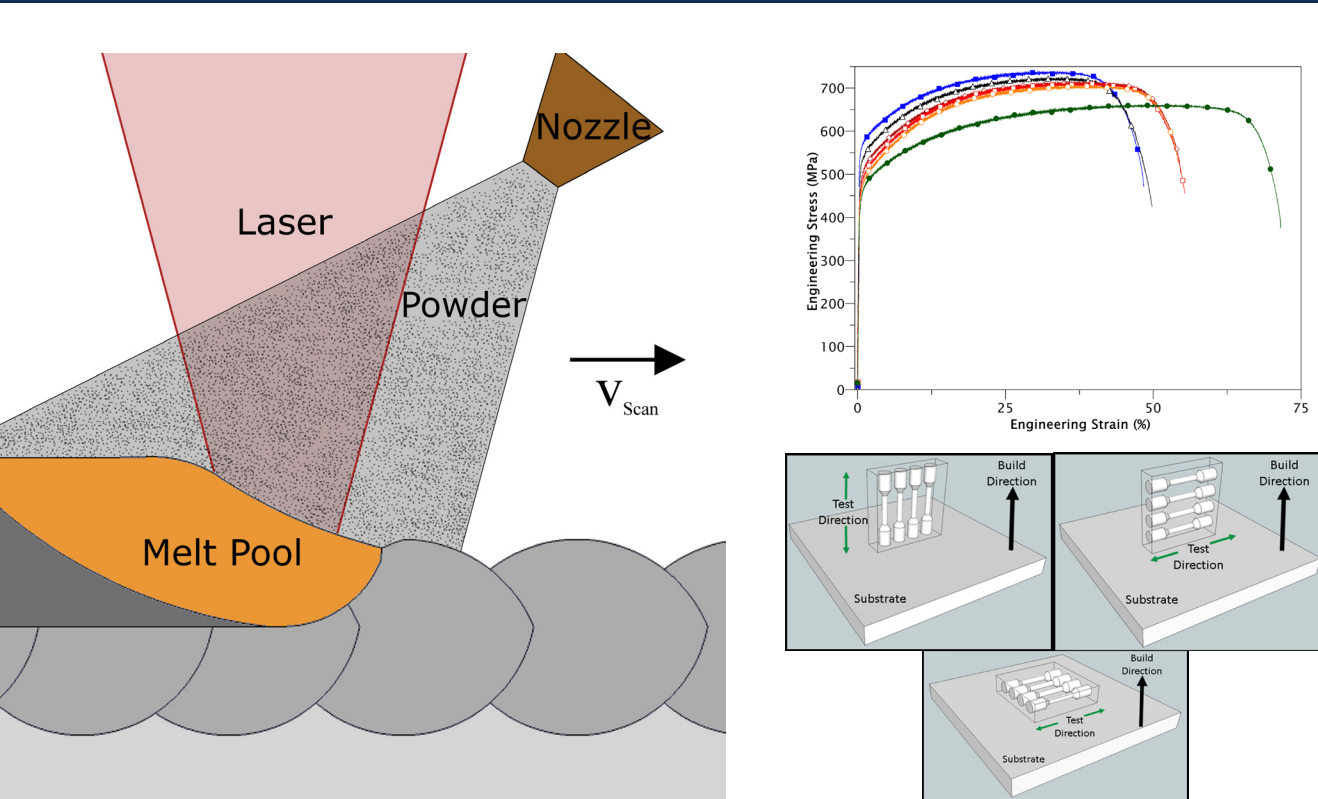 Nozzle
Laser
Powder
V Scan
Melt Pool
Engineering Stress (MPa)
700
600
500
400
300
200
100
0
0 25 50 75
Engineering Strain (%)
Build
Direction
Test
Direction
Substrate
Build
Direction
Test
Direction
Substrate
Build
Direction
Test
Direction
Substrate